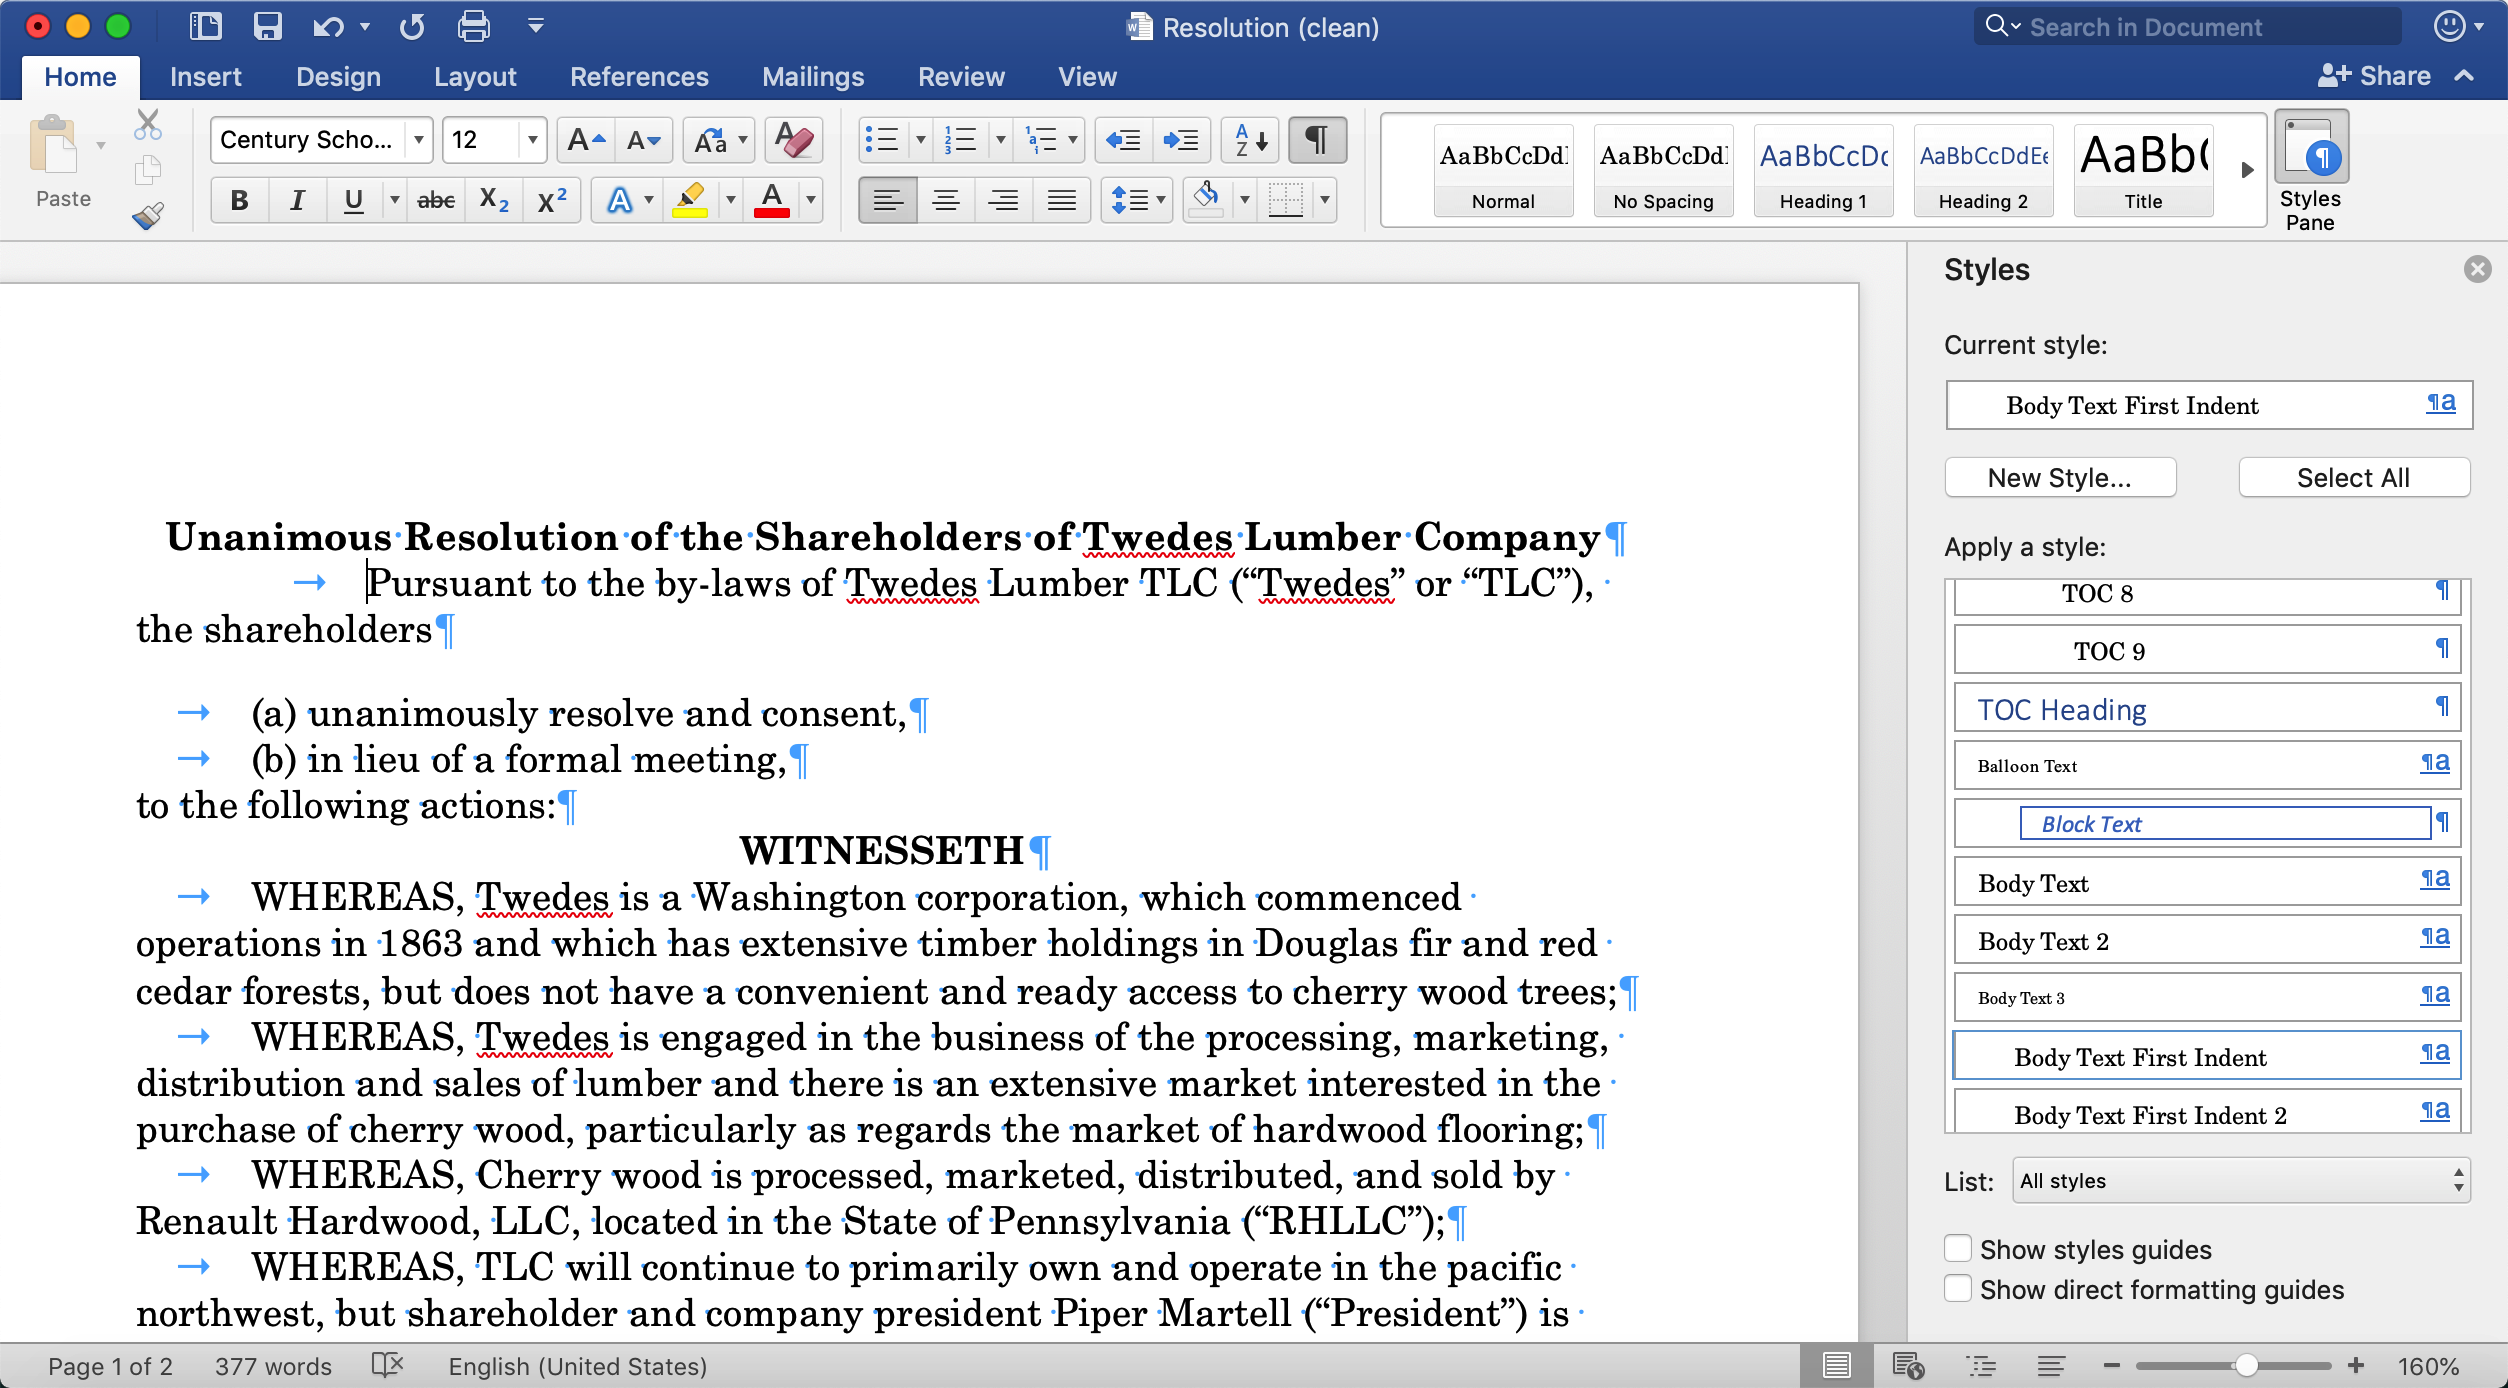 Resolution (clean)
Search in Document
Home Insert Design Layout References Mailings Review View Share
Paste
Century Scho... 12
AaBbCcDdl AaBbCcDdl AaBbCcDc AaBbCcDdEe AaBb(
Normal No Spacing Heading 1 Heading 2 Title
Styles
Pane
B I U abc X2 X2 A A
Unanimous Resolution of the Shareholders of Twedes Lumber Company¶
→ Pursuant to the by-laws of Twedes Lumber TLC (“Twedes” or “TLC”),
the shareholders¶
→ (a) unanimously resolve and consent,¶
→ (b) in lieu of a formal meeting,¶
to the following actions:¶
WITNESSETH¶
→ WHEREAS, Twedes is a Washington corporation, which commenced
operations in 1863 and which has extensive timber holdings in Douglas fir and red
cedar forests, but does not have a convenient and ready access to cherry wood trees;¶
→ WHEREAS, Twedes is engaged in the business of the processing, marketing,
distribution and sales of lumber and there is an extensive market interested in the
purchase of cherry wood, particularly as regards the market of hardwood flooring;¶
→ WHEREAS, Cherry wood is processed, marketed, distributed, and sold by
Renault Hardwood, LLC, located in the State of Pennsylvania (“RHLLC”);¶
→ WHEREAS, TLC will continue to primarily own and operate in the pacific
northwest, but shareholder and company president Piper Martell (“President”) is
Styles
Current style:
Body Text First Indent ¶a
New Style... Select All
Apply a style:
TOC 8 ¶
TOC 9 ¶
TOC Heading ¶
Balloon Text ¶a
Block Text ¶
Body Text ¶a
Body Text 2 ¶a
Body Text 3 ¶a
Body Text First Indent ¶a
Body Text First Indent 2 ¶a
List: All styles
Show styles guides
Show direct formatting guides
Page 1 of 2 377 words English (United States) 160%